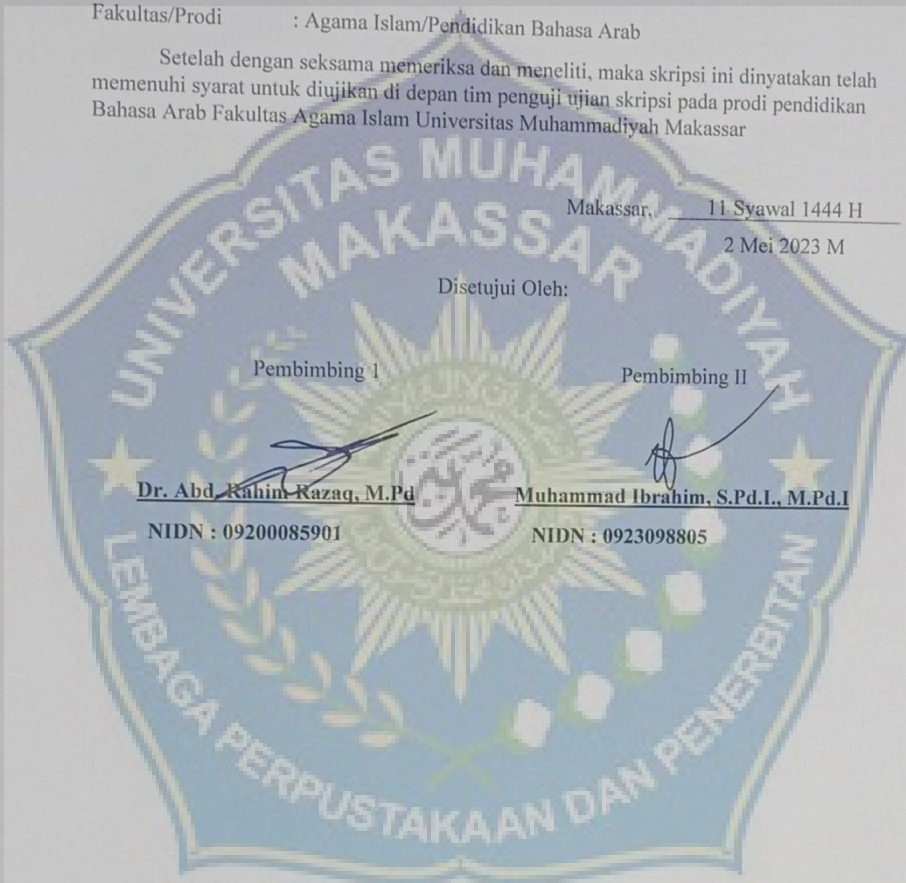 Fakultas/Prodi : Agama Islam/Pendidikan Bahasa Arab
Setelah dengan seksama memeriksa dan meneliti, maka skripsi ini dinyatakan telah
memenuhi syarat untuk diujikan di depan tim penguji ujian skripsi pada prodi pendidikan
Bahasa Arab Fakultas Agama Islam Universitas Muhammadiyah Makassar
UNIVERSITAS MUHAMMADIYAH
MAKASSAR
Makassar, 11 Syawal 1444 H
2 Mei 2023 M
Disetujui Oleh:
Pembimbing 1 Pembimbing II
Dr. Abd. Rahim Razaq, M.Pd Muhammad Ibrahim, S.Pd.I., M.Pd.I
NIDN : 09200085901 NIDN : 0923098805
LEMBAGA PERPUSTAKAAN DAN PENERBITAN